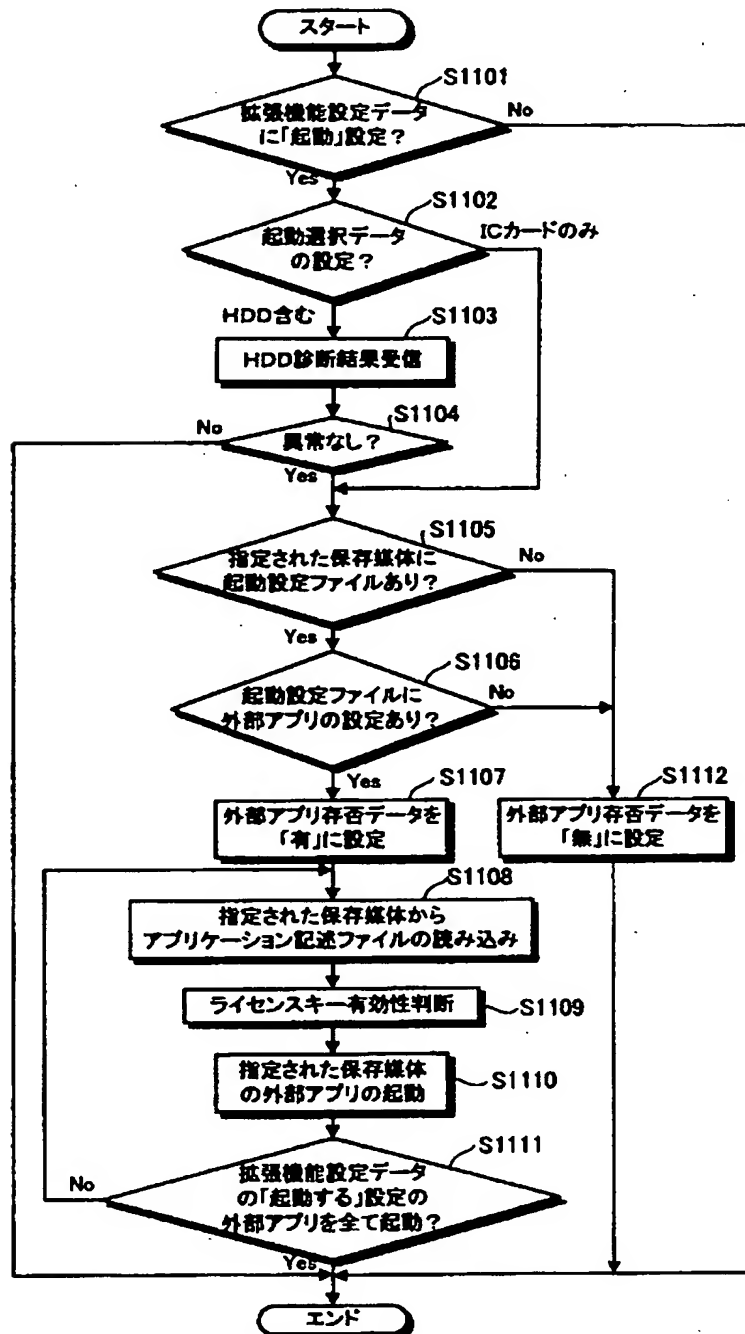 スタート
S1101
拡張機能設定データ
に「起動」設定?
No
Yes
S1102
起動選択データ
の設定?
ICカードのみ
HDD含む
S1103
HDD診断結果受信
S1104
No
異常なし?
Yes
S1105
指定された保存媒体に
起動設定ファイルあり?
No
Yes
S1106
起動設定ファイルに
外部アプリの設定あり?
No
Yes
S1107
外部アプリ存否データを
「有」に設定
S1112
外部アプリ存否データを
「無」に設定
S1108
指定された保存媒体から
アプリケーション記述ファイルの読み込み
ライセンスキー有効性判断
S1109
指定された保存媒体
の外部アプリの起動
S1110
S1111
拡張機能設定データ
の「起動する」設定の
外部アプリを全て起動?
No
Yes
エンド